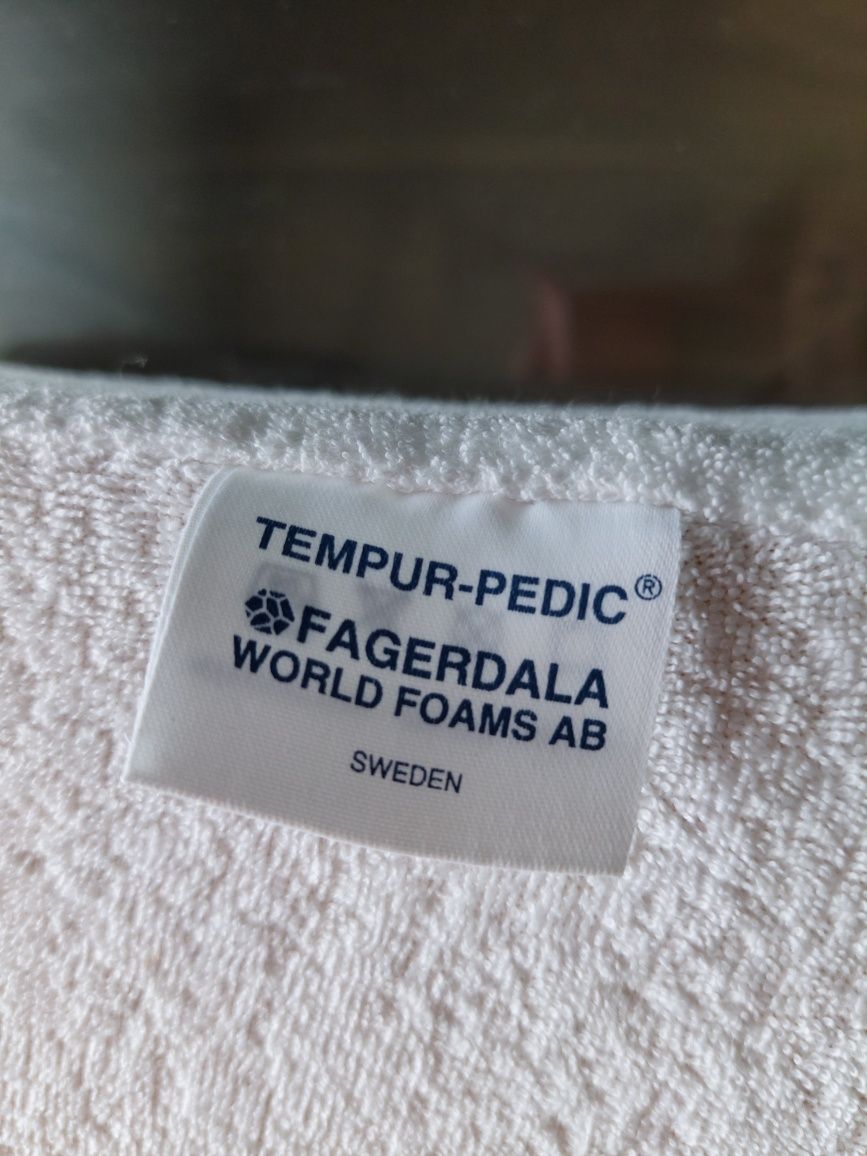 TEMPUR-PEDIC®
FAGERDALA
WORLD FOAMS AB
SWEDEN